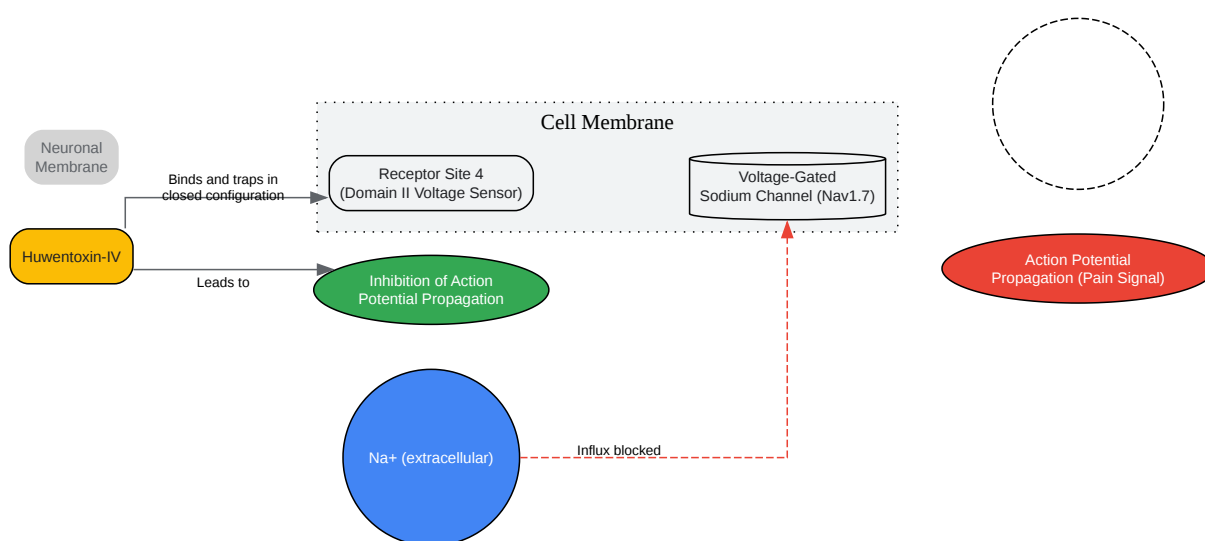 Cell Membrane
Neuronal
Membrane
Binds and traps in
closed configuration
Receptor Site 4
(Domain II Voltage Sensor)
Voltage-Gated
Sodium Channel (Nav1.7)
Huwentoxin-IV
Leads to
Inhibition of Action
Potential Propagation
Action Potential
Propagation (Pain Signal)
Na+ (extracellular)
Influx blocked